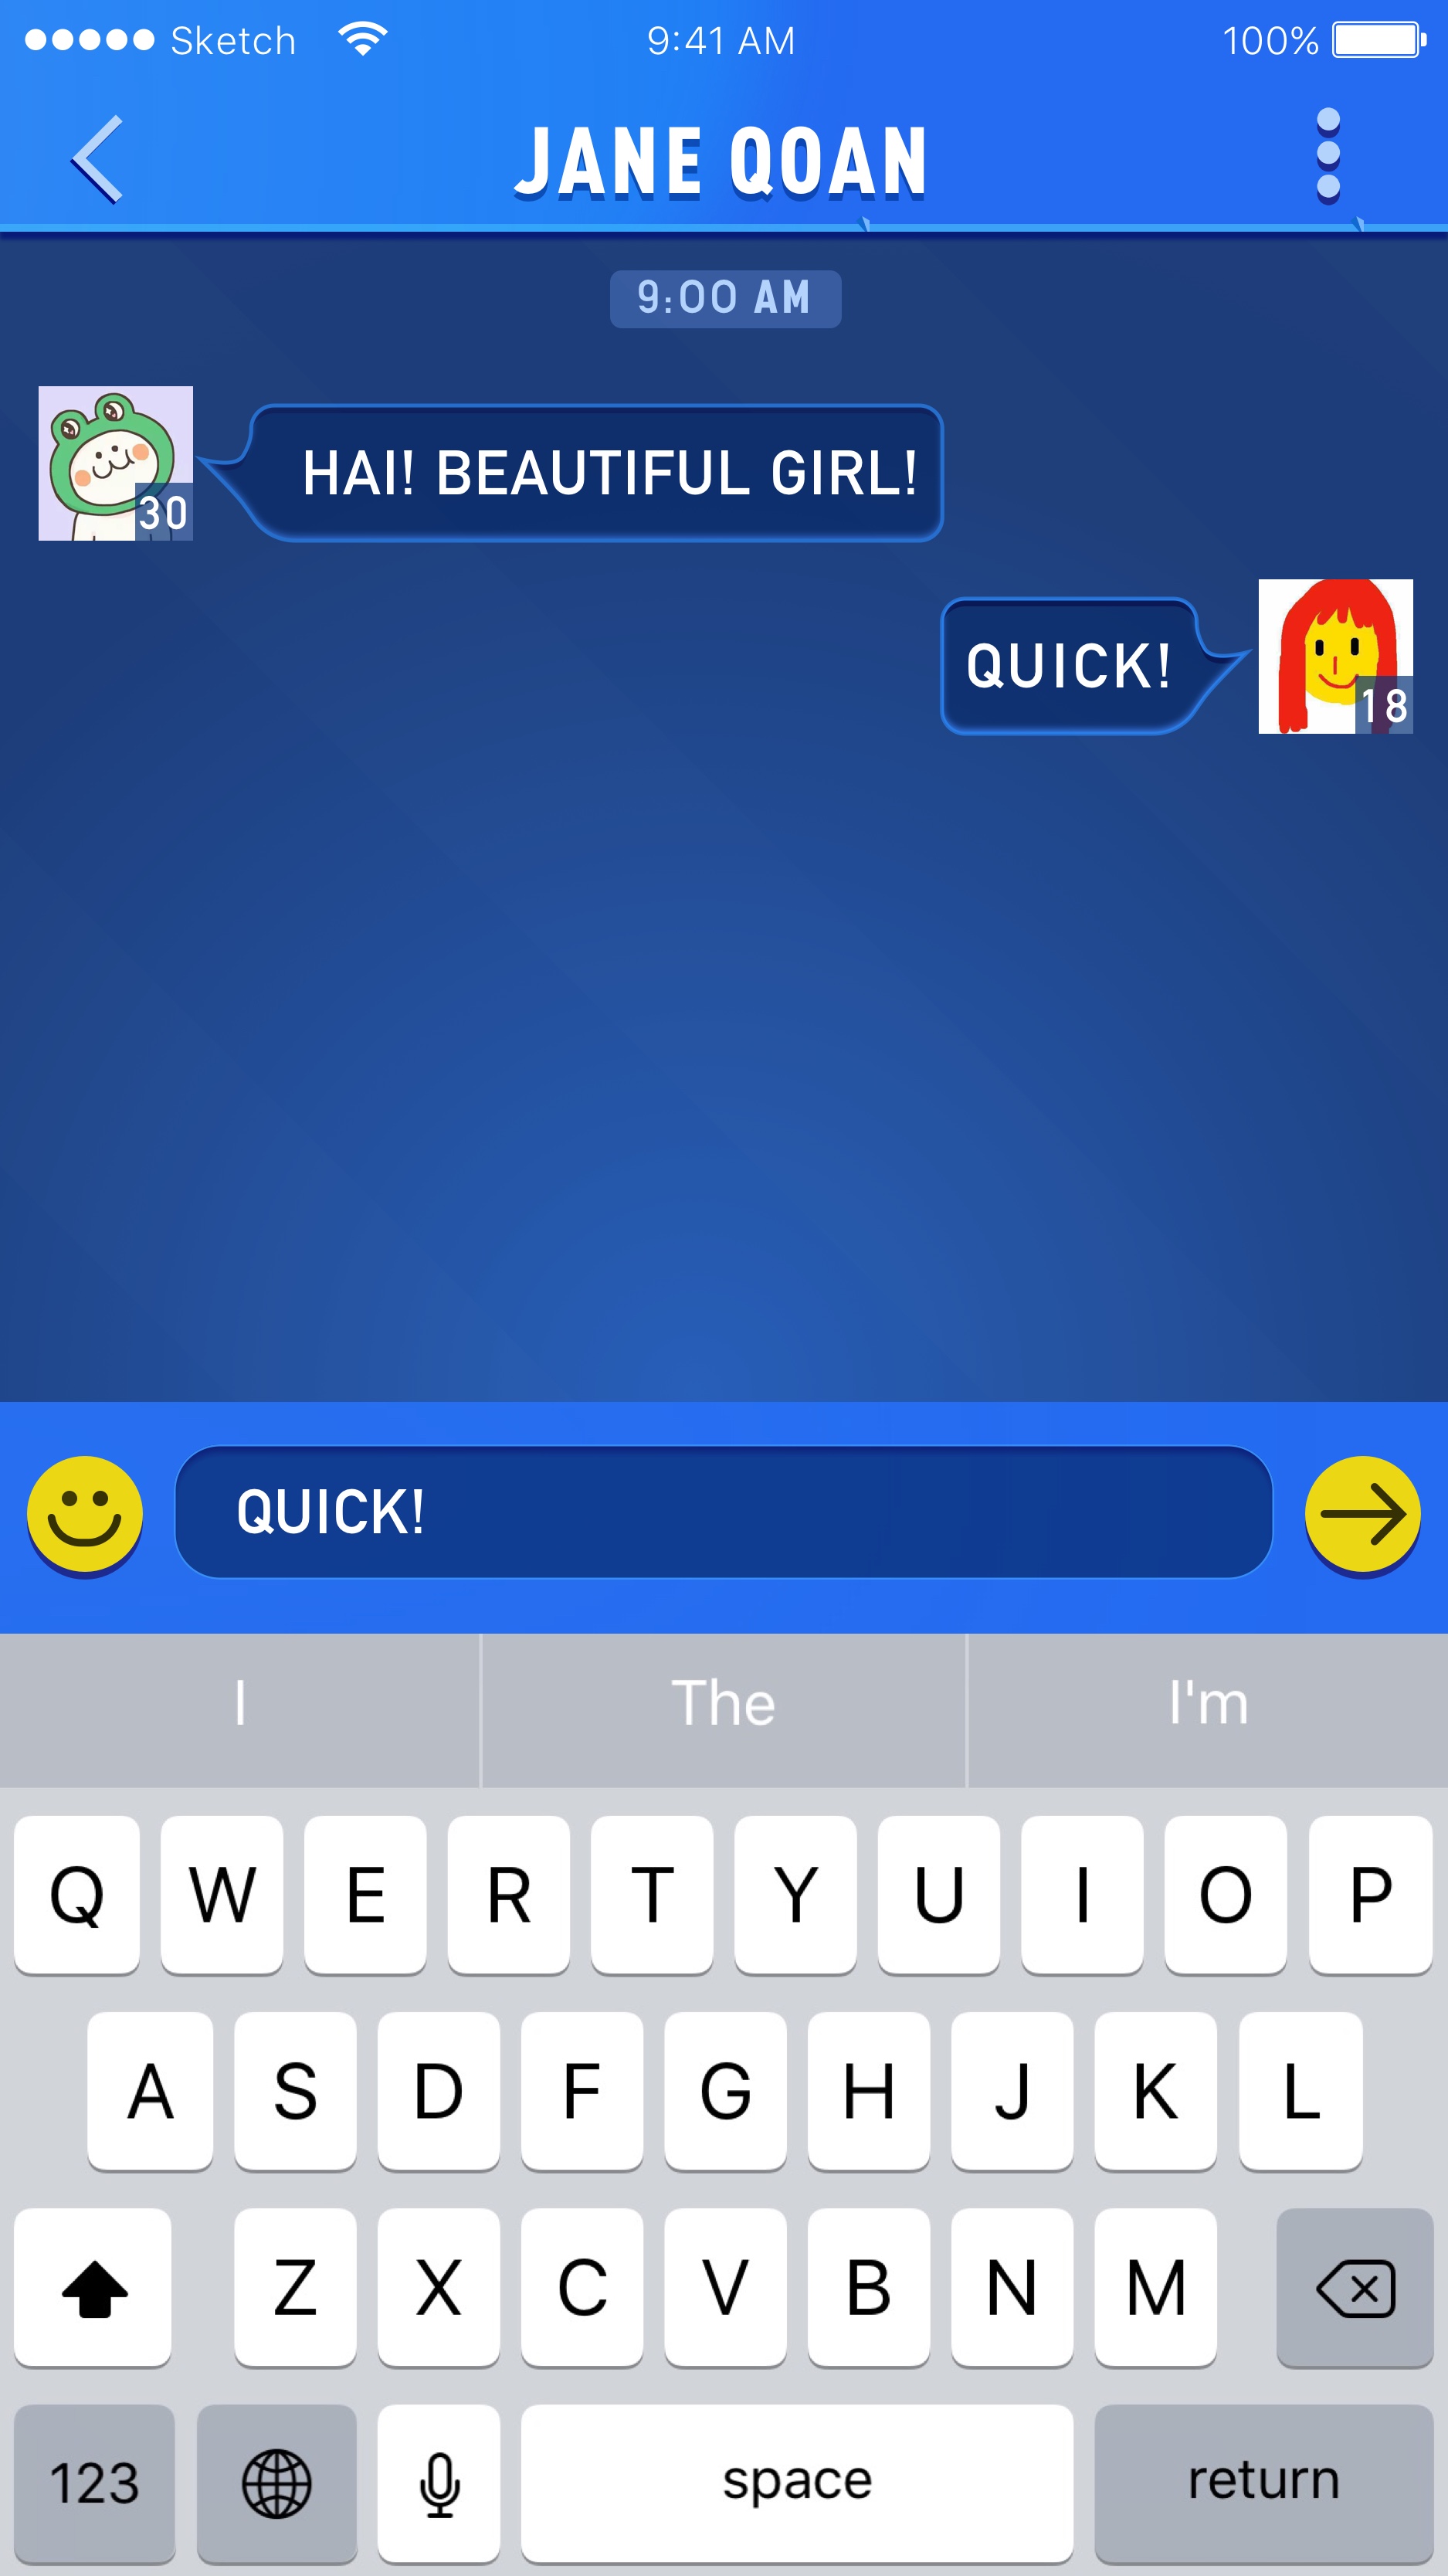 Sketch 9:41 AM 100%
JANE QOAN
9:00 AM
HAI! BEAUTIFUL GIRL!
30
QUICK!
18
QUICK!
I The I'm
Q W E R T Y U I O P
A S D F G H J K L
Z X C V B N M
123 space return